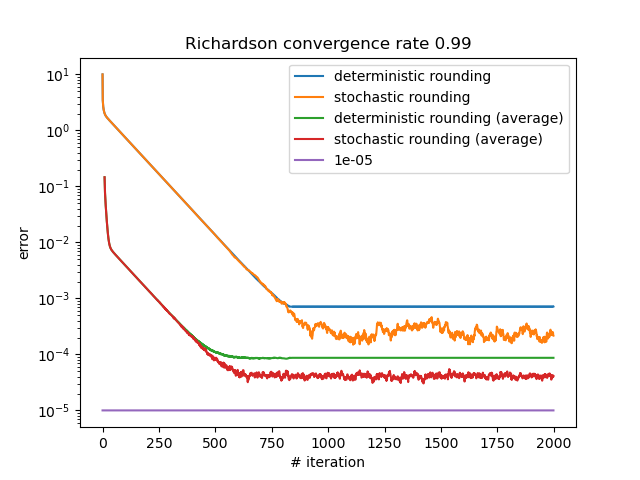 Richardson convergence rate 0.99
deterministic rounding
stochastic rounding
deterministic rounding (average)
stochastic rounding (average)
1e-05
error
10¹
10⁰
10⁻¹
10⁻²
10⁻³
10⁻⁴
10⁻⁵
0 250 500 750 1000 1250 1500 1750 2000
# iteration